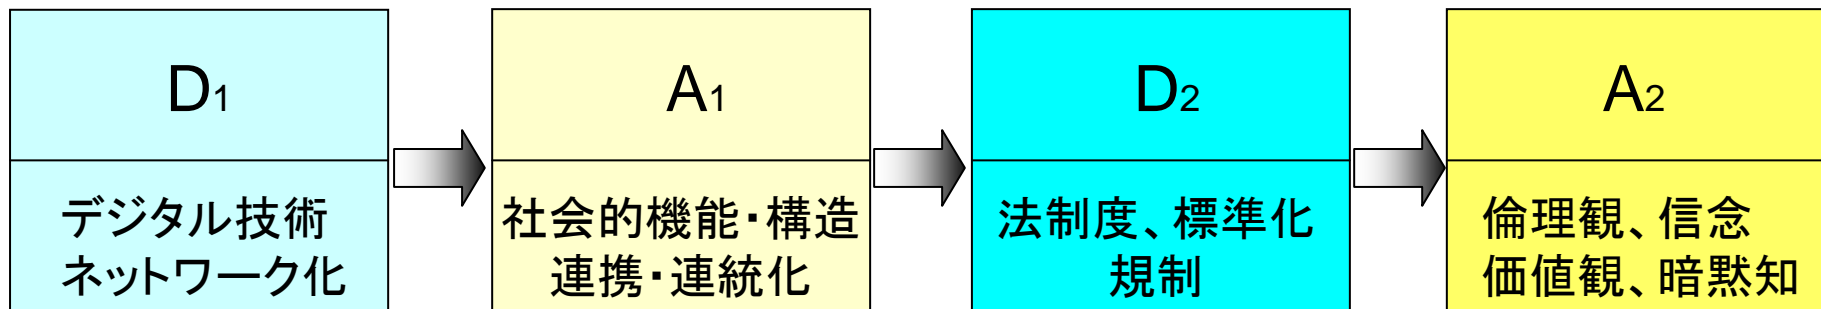 D1
デジタル技術
ネットワーク化
A1
社会的機能・構造
連携・連統化
D2
法制度、標準化
規制
A2
倫理観、信念
価値観、暗黙知